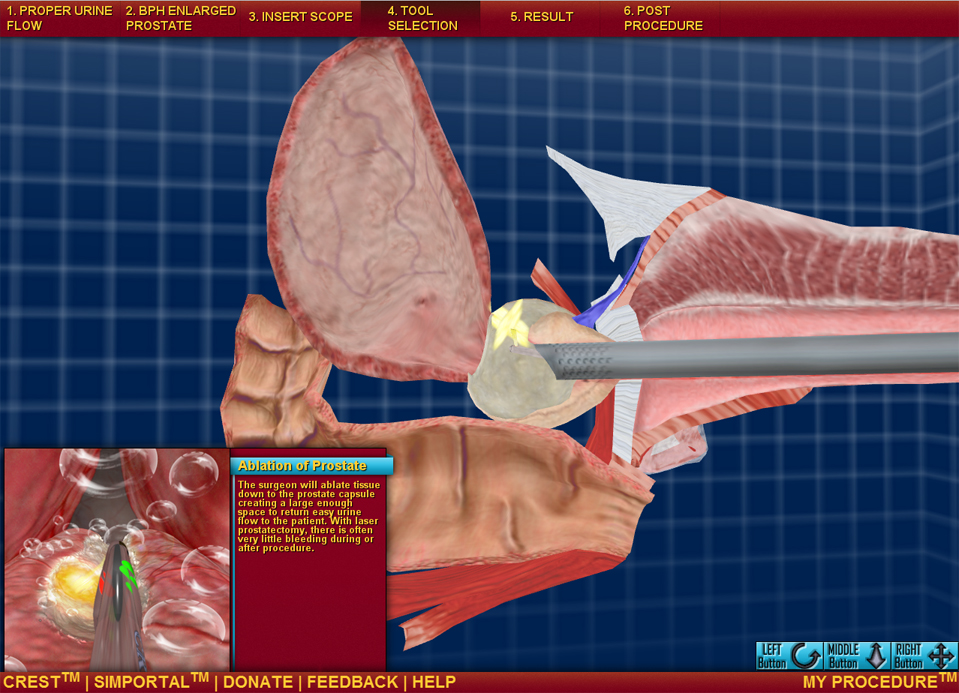 1. PROPER URINE FLOW
2. BPH ENLARGED PROSTATE
3. INSERT SCOPE
4. TOOL SELECTION
5. RESULT
6. POST PROCEDURE
Ablation of Prostate
The surgeon will ablate tissue
down to the prostate capsule
creating a large enough
space to return easy urine
flow to the patient. With laser
prostatectomy, there is often
very little bleeding during or
after procedure.
LEFT Button
MIDDLE Button
RIGHT Button
CREST™ | SIMPORTAL™ | DONATE | FEEDBACK | HELP
MY PROCEDURE™